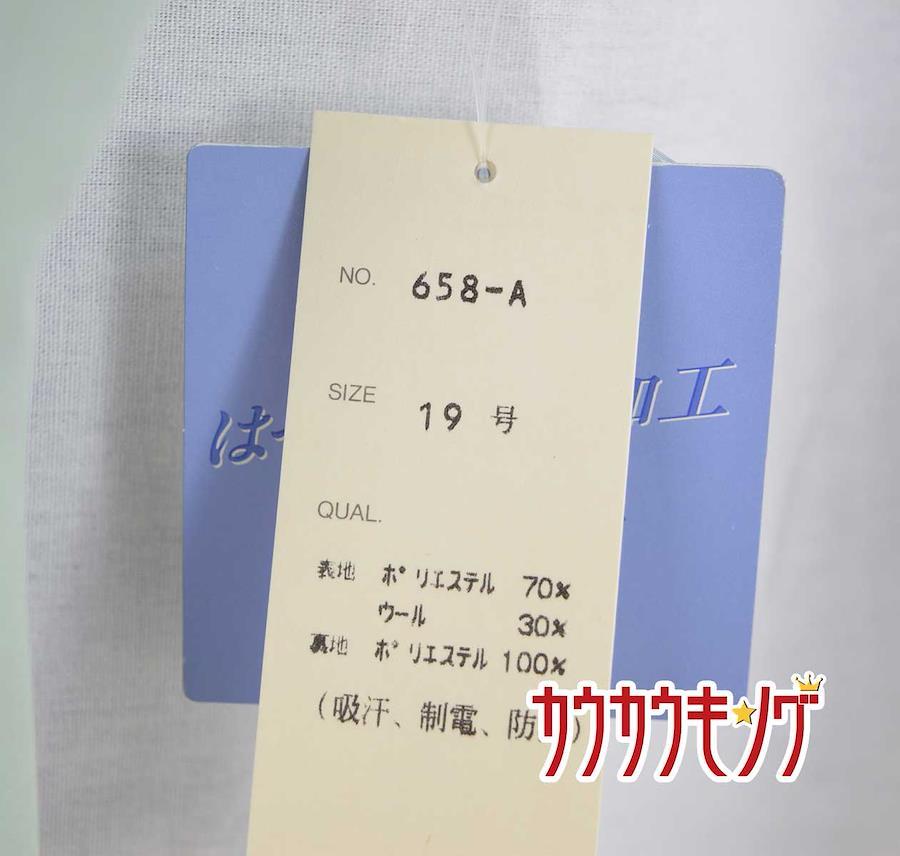 NO. 658-A
SIZE 19 号
は 加工
QUAL.
表地 ポリエステル 70%
ウール 30%
裏地 ポリエステル 100%
(吸汗、制電、防 )
カウカウキング